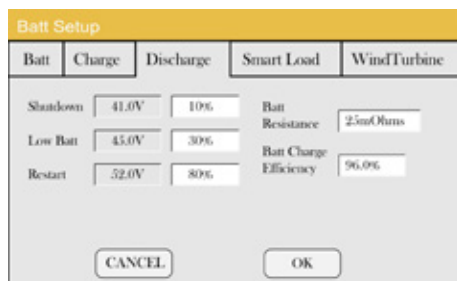 Batt Setup
Batt Charge Discharge Smart Load WindTurbine
Shutdown 41.0V 10%
Low Batt 45.0V 30%
Restart 52.0V 80%
Batt
Resistance 25mOhms
Batt Charge
Efficiency 96.0%
CANCEL OK